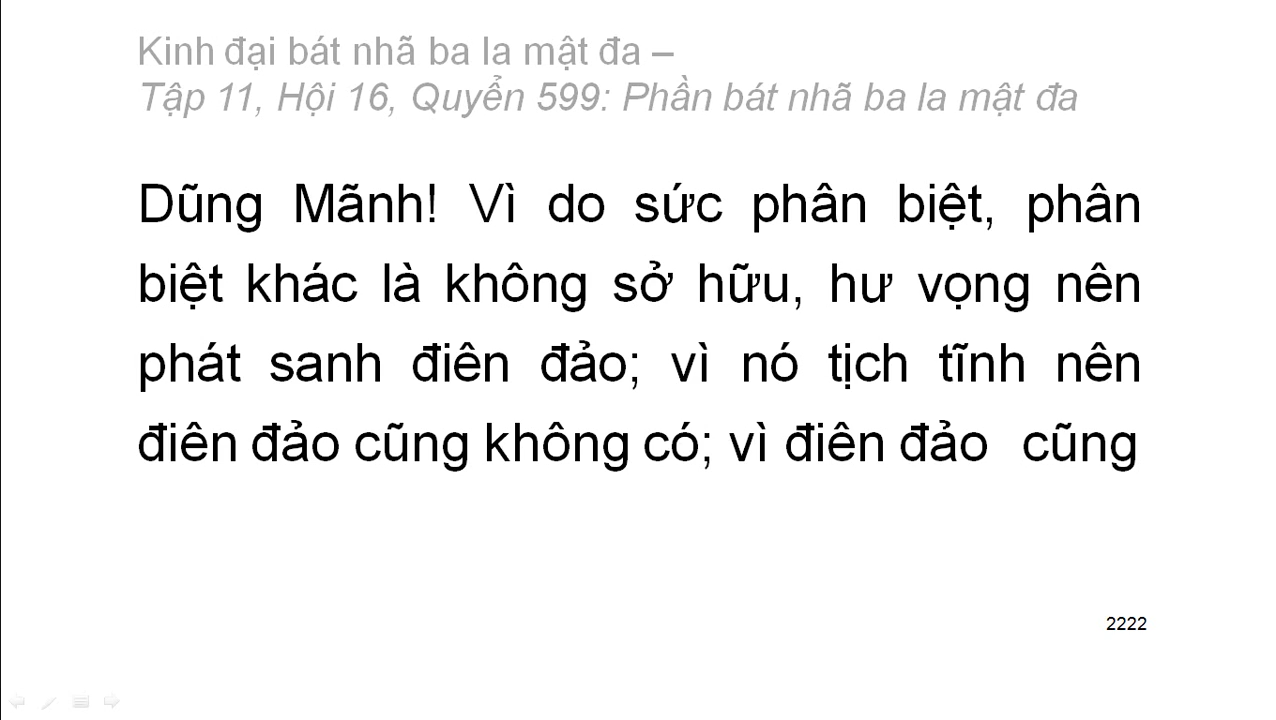 Kinh đại bát nhã ba la mật đa –
Tập 11, Hội 16, Quyển 599: Phần bát nhã ba la mật đa
Dũng Mãnh! Vì do sức phân biệt, phân
biệt khác là không sở hữu, hư vọng nên
phát sanh điên đảo; vì nó tịch tĩnh nên
điên đảo cũng không có; vì điên đảo cũng
2222